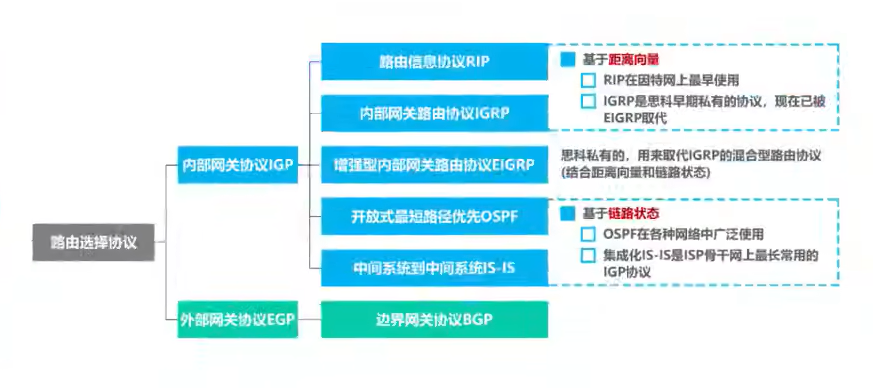 路由信息协议RIP
基于距离向量
RIP在因特网上最早使用
内部网关路由协议IGRP
IGRP是思科早期私有的协议，现在已被
EIGRP取代
内部网关协议IGP
增强型内部网关路由协议EIGRP
思科私有的，用来取代IGRP的混合型路由协议
(结合距离向量和链路状态)
路由选择协议
开放式最短路径优先OSPF
基于链路状态
OSPF在各种网络中广泛使用
中间系统到中间系统IS-IS
集成化IS-IS是ISP骨干网上最长常用的
IGP协议
外部网关协议EGP
边界网关协议BGP